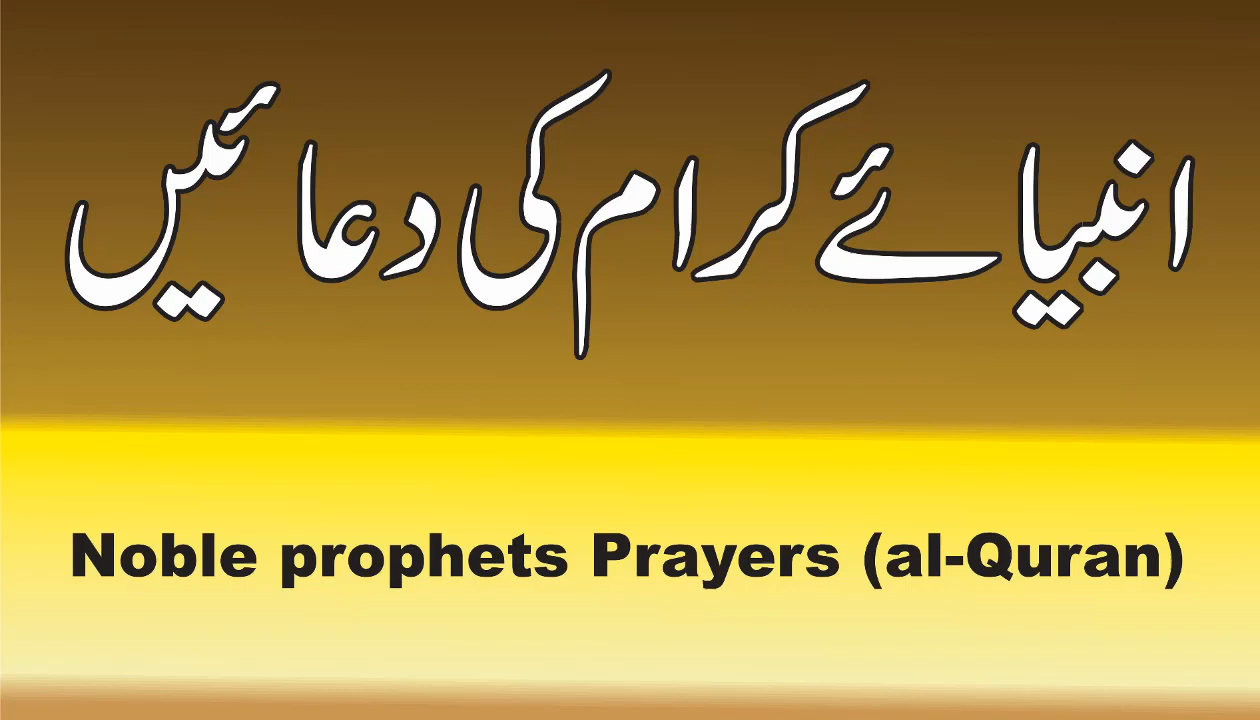 انبیائے کرام کی دعائیں
Noble prophets Prayers (al-Quran)